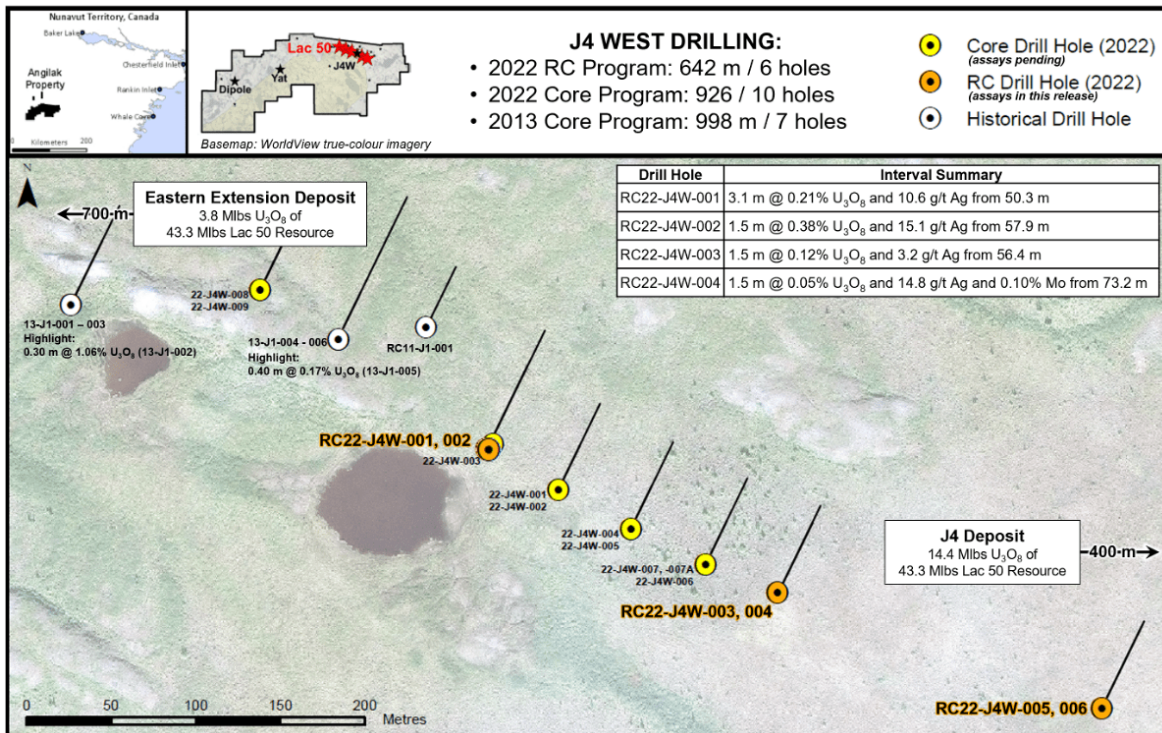 Nunavut Territory, Canada
Baker Lake
Chesterfield Inlet
Angilak
Property
Rankin Inlet
Whale Cove
0 Kilometers 200
Lac 50
J4W
Yat
Dipole
Basemap: WorldView true-colour imagery
J4 WEST DRILLING:
• 2022 RC Program: 642 m / 6 holes
• 2022 Core Program: 926 / 10 holes
• 2013 Core Program: 998 m / 7 holes
Core Drill Hole (2022)
(assays pending)
RC Drill Hole (2022)
(assays in this release)
Historical Drill Hole
N
700 m
Eastern Extension Deposit
3.8 Mlbs U₃O₈ of
43.3 Mlbs Lac 50 Resource
Drill Hole Interval Summary
RC22-J4W-001 3.1 m @ 0.21% U₃O₈ and 10.6 g/t Ag from 50.3 m
RC22-J4W-002 1.5 m @ 0.38% U₃O₈ and 15.1 g/t Ag from 57.9 m
RC22-J4W-003 1.5 m @ 0.12% U₃O₈ and 3.2 g/t Ag from 56.4 m
RC22-J4W-004 1.5 m @ 0.05% U₃O₈ and 14.8 g/t Ag and 0.10% Mo from 73.2 m
22-J4W-008
22-J4W-009
13-J1-001 – 003
Highlight:
0.30 m @ 1.06% U₃O₈ (13-J1-002)
13-J1-004 - 006
Highlight:
0.40 m @ 0.17% U₃O₈ (13-J1-005)
RC11-J1-001
RC22-J4W-001, 002
22-J4W-003
22-J4W-001
22-J4W-002
22-J4W-004
22-J4W-005
22-J4W-007, -007A
22-J4W-006
RC22-J4W-003, 004
J4 Deposit
14.4 Mlbs U₃O₈ of
43.3 Mlbs Lac 50 Resource
400 m
RC22-J4W-005, 006
0 50 100 150 200
Metres